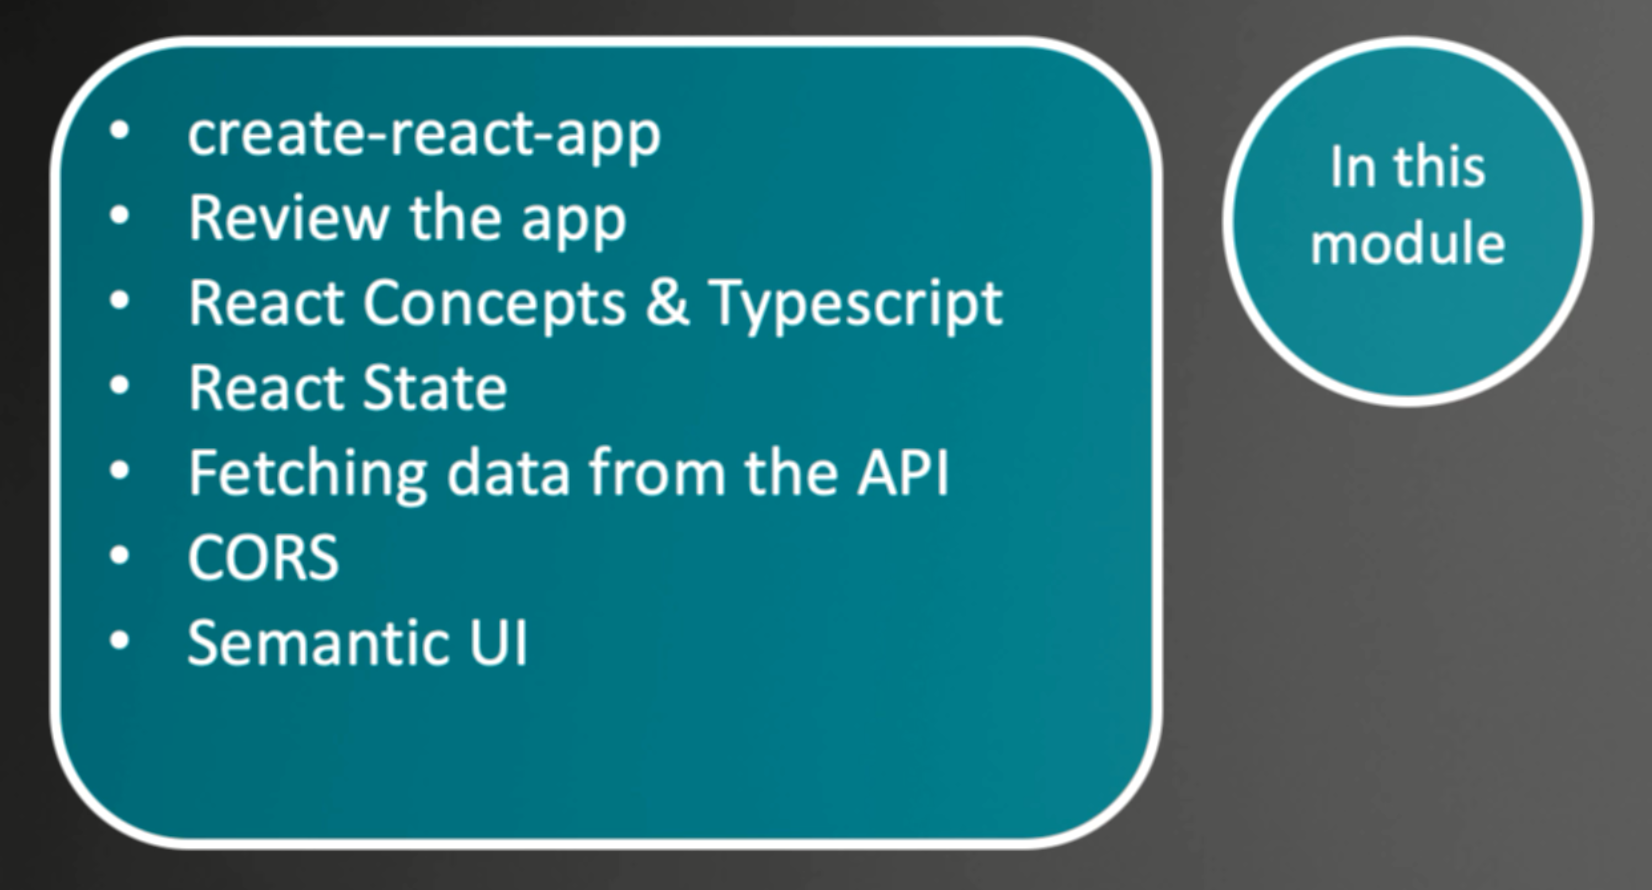 • create-react-app
• Review the app
• React Concepts & Typescript
• React State
• Fetching data from the API
• CORS
• Semantic UI
In this
module